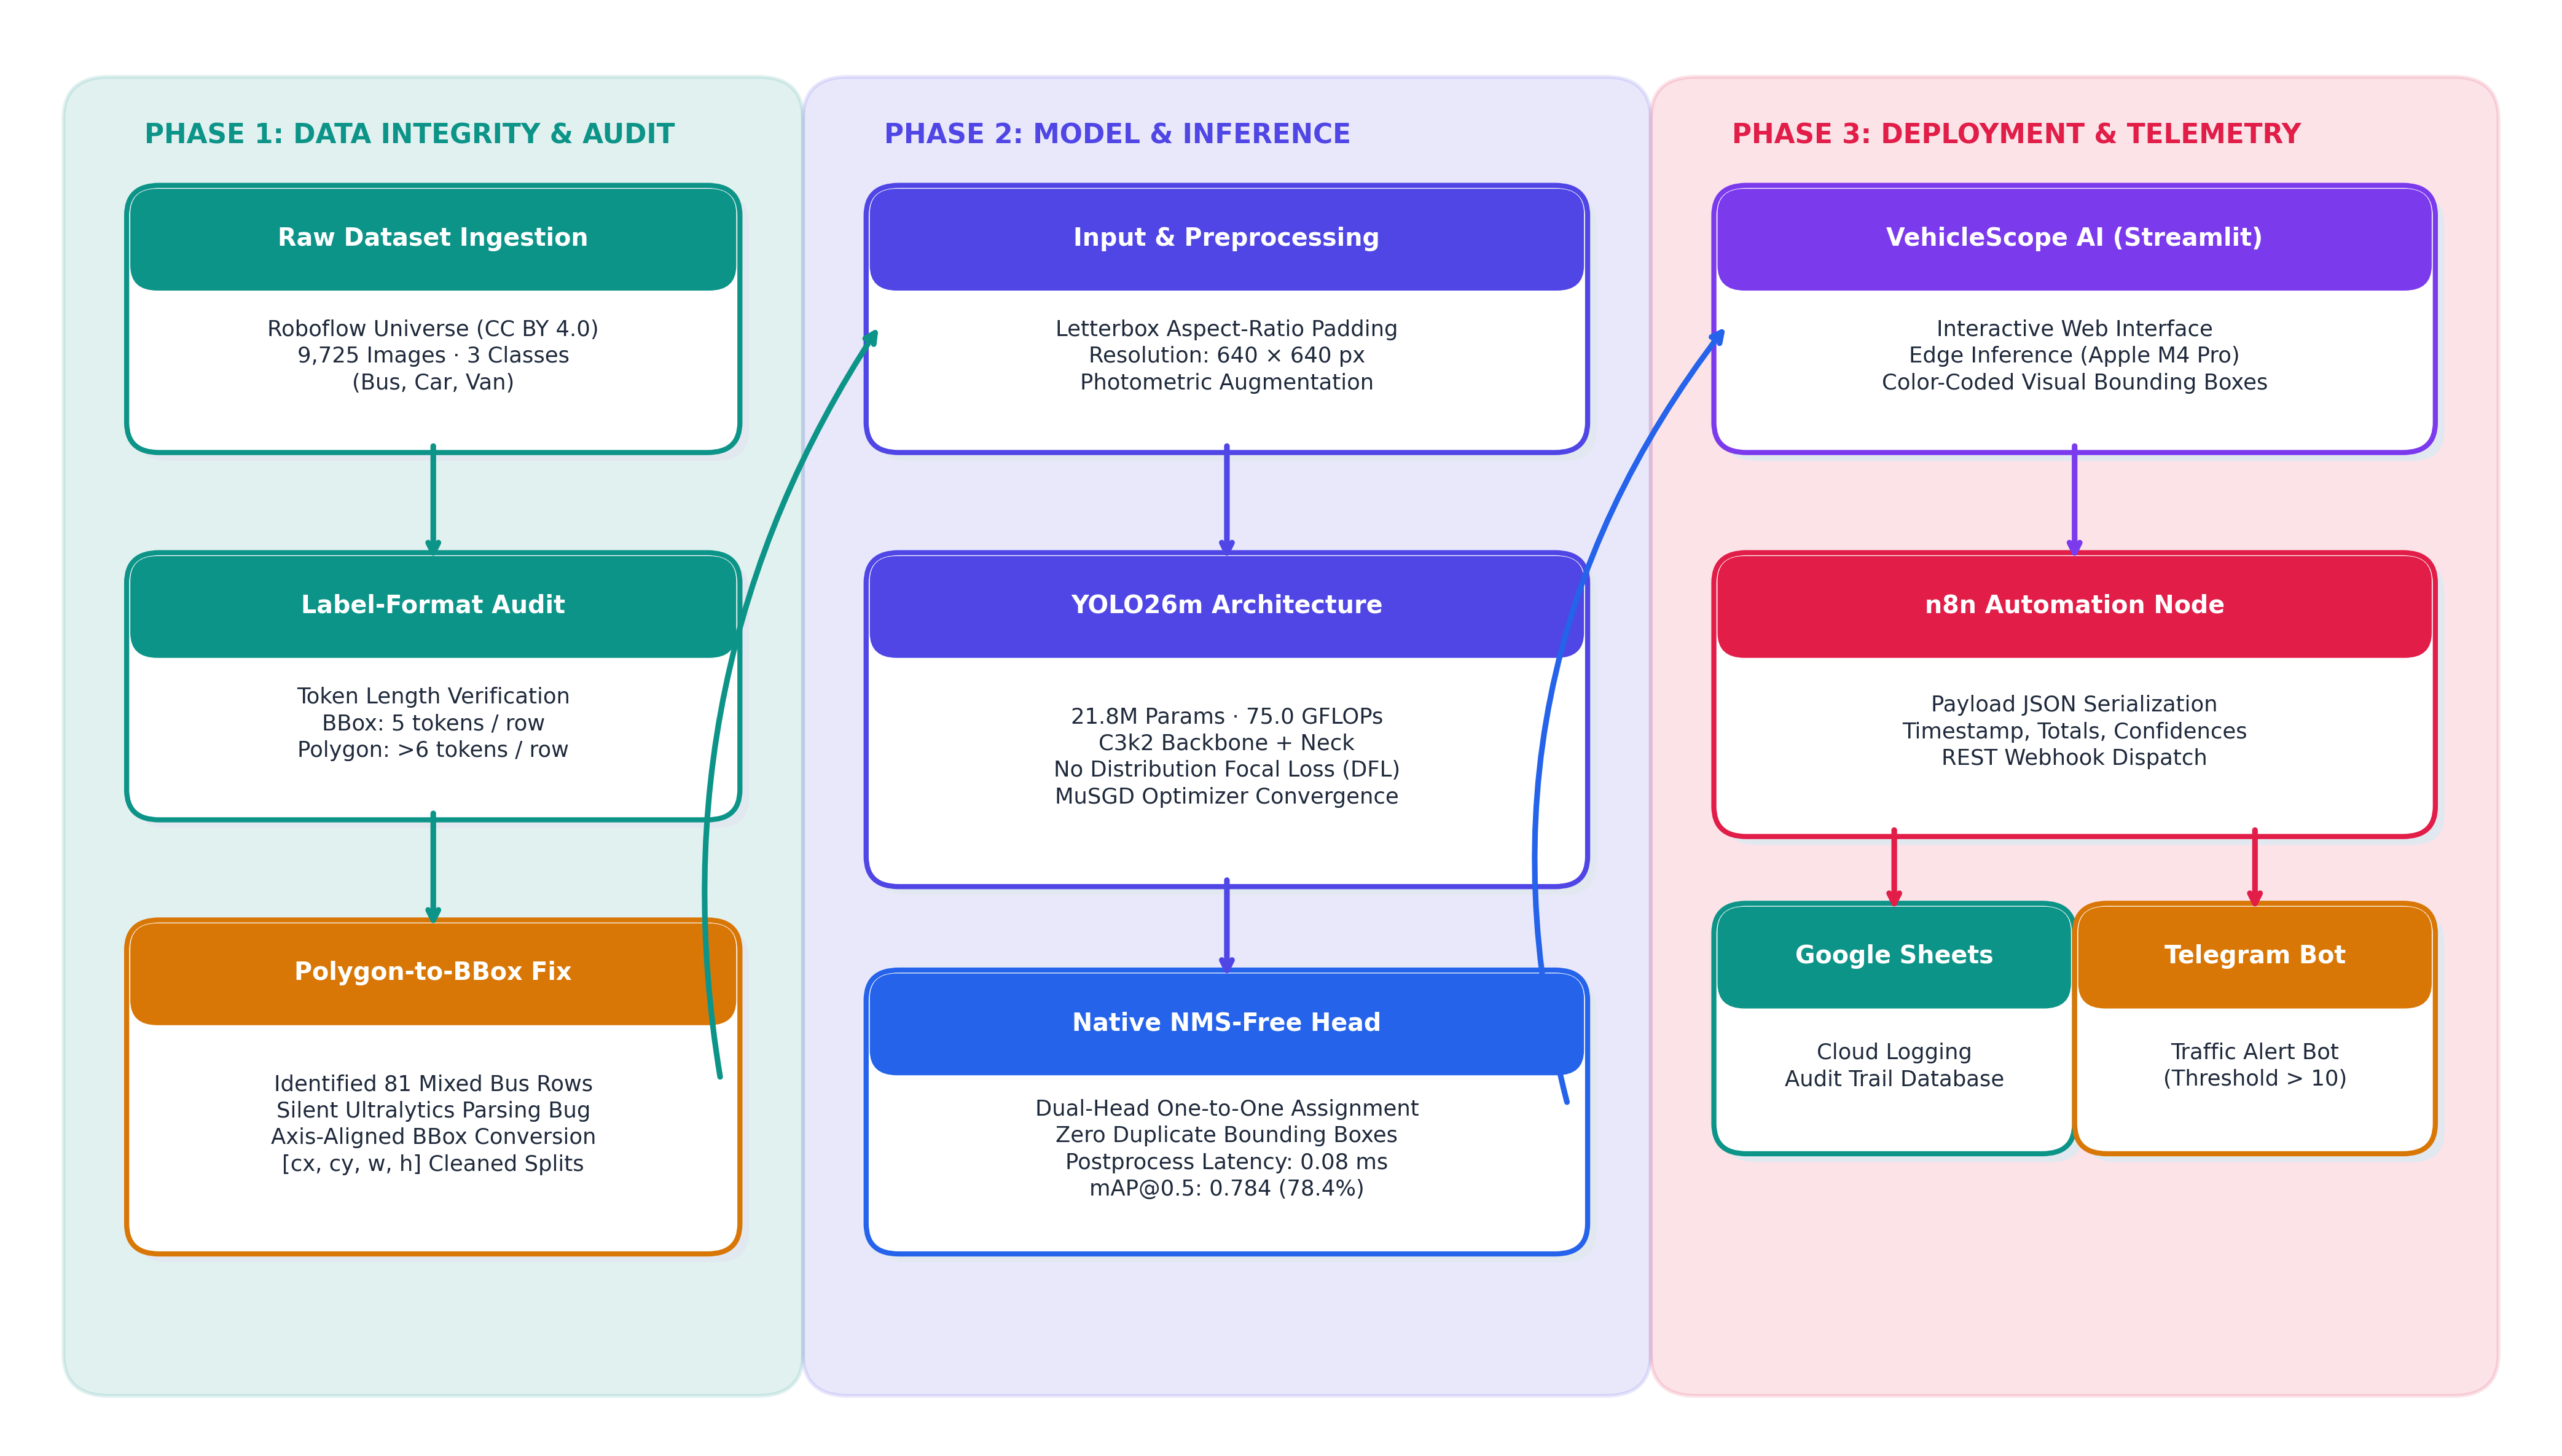 PHASE 1: DATA INTEGRITY & AUDIT
Raw Dataset Ingestion
Roboflow Universe (CC BY 4.0)
9,725 Images · 3 Classes
(Bus, Car, Van)
Label-Format Audit
Token Length Verification
BBox: 5 tokens / row
Polygon: >6 tokens / row
Polygon-to-BBox Fix
Identified 81 Mixed Bus Rows
Silent Ultralytics Parsing Bug
Axis-Aligned BBox Conversion
[cx, cy, w, h] Cleaned Splits
PHASE 2: MODEL & INFERENCE
Input & Preprocessing
Letterbox Aspect-Ratio Padding
Resolution: 640 × 640 px
Photometric Augmentation
YOLO26m Architecture
21.8M Params · 75.0 GFLOPs
C3k2 Backbone + Neck
No Distribution Focal Loss (DFL)
MuSGD Optimizer Convergence
Native NMS-Free Head
Dual-Head One-to-One Assignment
Zero Duplicate Bounding Boxes
Postprocess Latency: 0.08 ms
mAP@0.5: 0.784 (78.4%)
PHASE 3: DEPLOYMENT & TELEMETRY
VehicleScope AI (Streamlit)
Interactive Web Interface
Edge Inference (Apple M4 Pro)
Color-Coded Visual Bounding Boxes
n8n Automation Node
Payload JSON Serialization
Timestamp, Totals, Confidences
REST Webhook Dispatch
Google Sheets
Cloud Logging
Audit Trail Database
Telegram Bot
Traffic Alert Bot
(Threshold > 10)